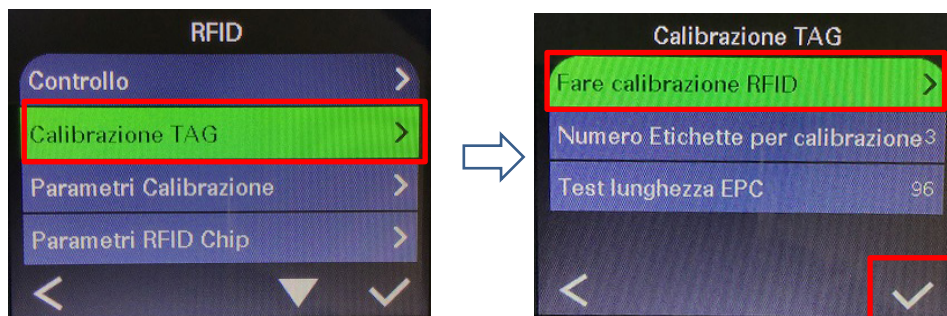 RFID
Controllo
Calibrazione TAG
Parametri Calibrazione
Parametri RFID Chip
Calibrazione TAG
Fare calibrazione RFID
Numero Etichette per calibrazione 3
Test lunghezza EPC 96